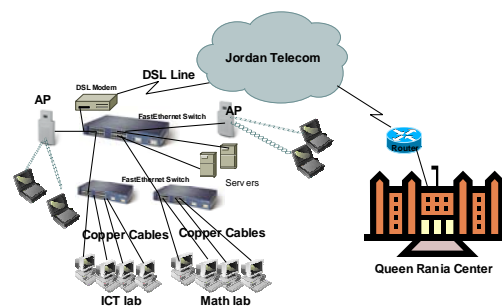 Jordan Telecom
DSL Line
DSL Modem
AP
FastEthernet Switch
AP
Router
Servers
FastEthernet Switch
Copper Cables
Copper Cables
ICT lab
Math lab
Queen Rania Center